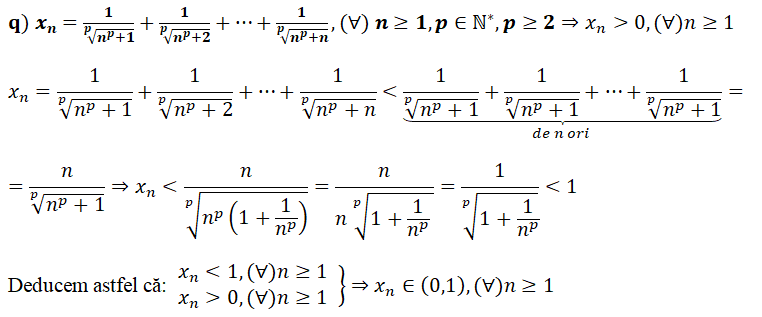 q) xₙ = 1/ᵖ√(nᵖ+1) + 1/ᵖ√(nᵖ+2) + ⋯ + 1/ᵖ√(nᵖ+n), (∀) n ≥ 1, p ∈ ℕ*, p ≥ 2 ⇒ xₙ > 0, (∀)n ≥ 1
xₙ = 1/ᵖ√(nᵖ + 1) + 1/ᵖ√(nᵖ + 2) + ⋯ + 1/ᵖ√(nᵖ + n) < 1/ᵖ√(nᵖ + 1) + 1/ᵖ√(nᵖ + 1) + ⋯ + 1/ᵖ√(nᵖ + 1) =
de n ori
= n/ᵖ√(nᵖ + 1) ⇒ xₙ < n/ᵖ√(nᵖ(1 + 1/nᵖ)) = n/(n ᵖ√(1 + 1/nᵖ)) = 1/ᵖ√(1 + 1/nᵖ) < 1
Deducem astfel că: xₙ < 1, (∀)n ≥ 1
xₙ > 0, (∀)n ≥ 1 } ⇒ xₙ ∈ (0,1), (∀)n ≥ 1